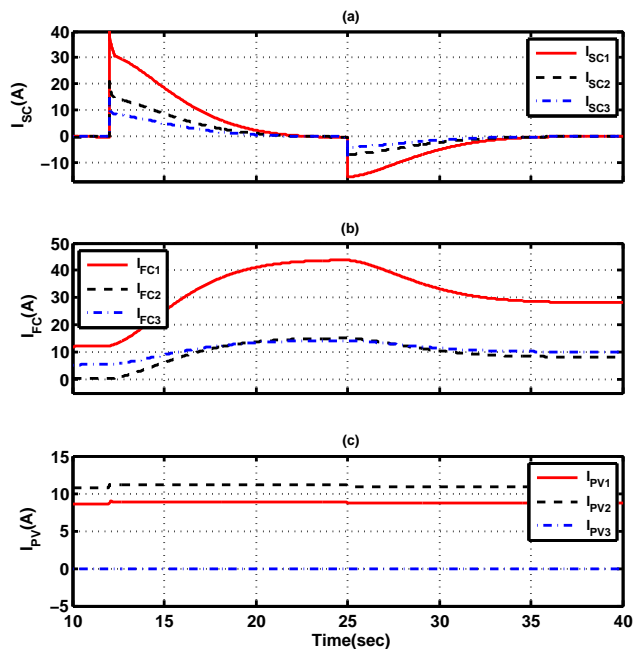 (a)
40
30
20
10
0
−10
I_SC(A)
I_SC1
I_SC2
I_SC3
(b)
50
40
30
20
10
0
I_FC(A)
I_FC1
I_FC2
I_FC3
(c)
15
10
5
0
−5
I_PV(A)
I_PV1
I_PV2
I_PV3
10 15 20 25 30 35 40
Time(sec)